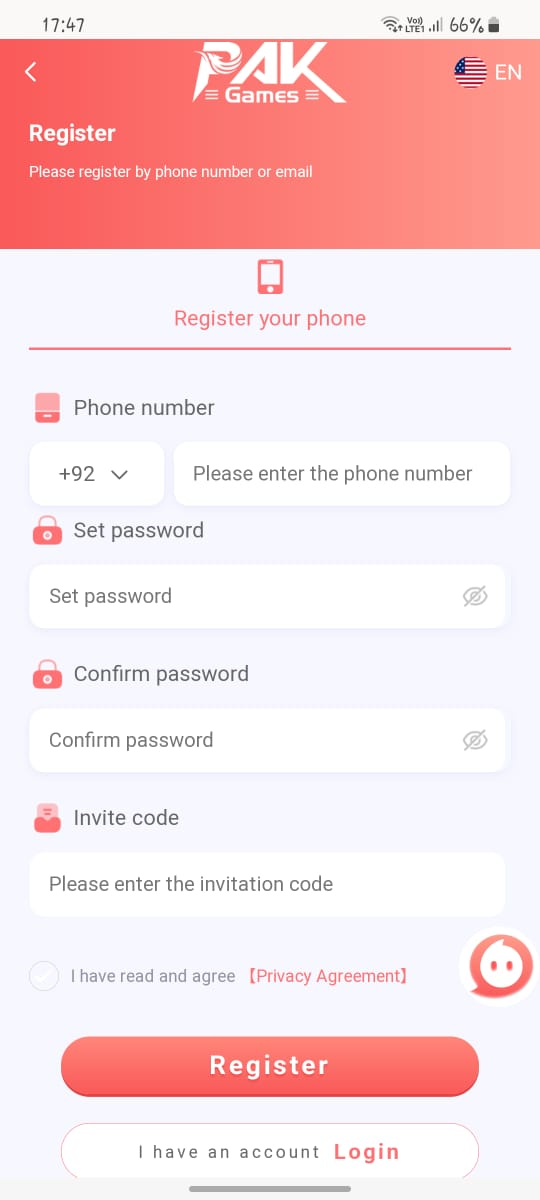 17:47
Vo)) LTE1 66%
PAK
Games
EN
Register
Please register by phone number or email
Register your phone
Phone number
+92 Please enter the phone number
Set password
Set password
Confirm password
Confirm password
Invite code
Please enter the invitation code
I have read and agree 【Privacy Agreement】
Register
I have an account Login